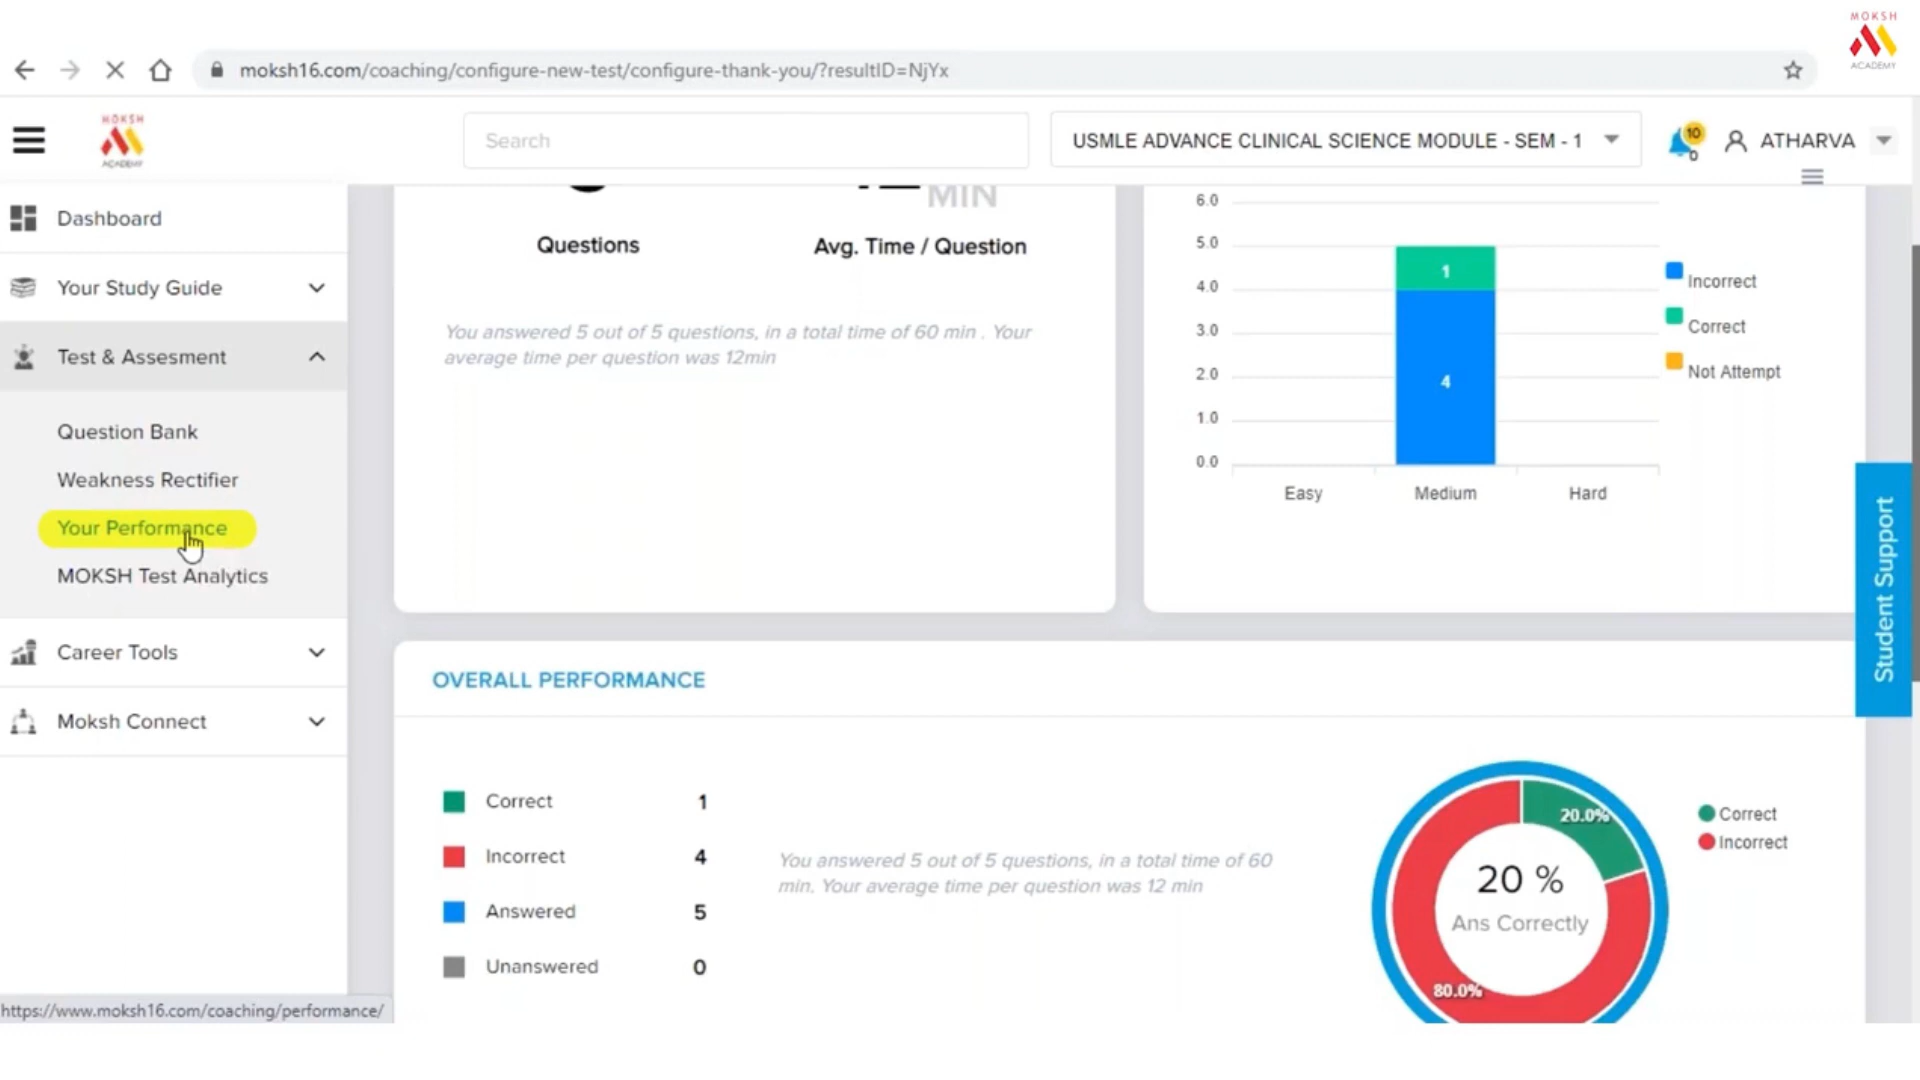 MOKSH
ACADEMY
moksh16.com/coaching/configure-new-test/configure-thank-you/?resultID=NjYx
MOKSH
ACADEMY
Search
USMLE ADVANCE CLINICAL SCIENCE MODULE - SEM - 1
10
0
ATHARVA
Dashboard
Your Study Guide
Test & Assesment
Question Bank
Weakness Rectifier
Your Performance
MOKSH Test Analytics
Career Tools
Moksh Connect
MIN
Questions
Avg. Time / Question
You answered 5 out of 5 questions, in a total time of 60 min . Your
average time per question was 12min
6.0
5.0
4.0
3.0
2.0
1.0
0.0
1
4
Easy
Medium
Hard
Incorrect
Correct
Not Attempt
Student Support
OVERALL PERFORMANCE
Correct 1
Incorrect 4
Answered 5
Unanswered 0
You answered 5 out of 5 questions, in a total time of 60
min. Your average time per question was 12 min
20.0%
20 %
Ans Correctly
80.0%
Correct
Incorrect
https://www.moksh16.com/coaching/performance/